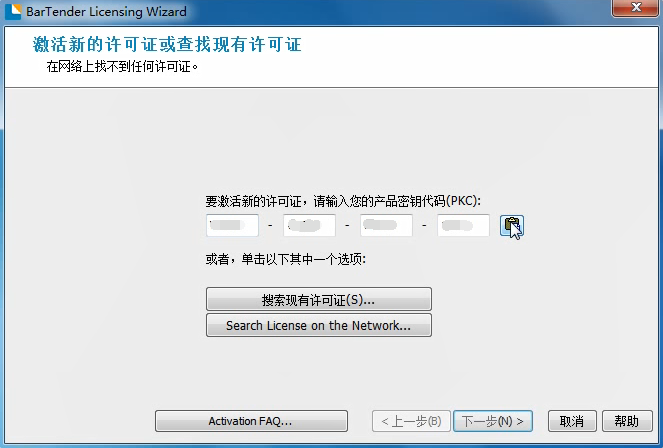 BarTender Licensing Wizard
激活新的许可证或查找现有许可证
在网络上找不到任何许可证。
要激活新的许可证，请输入您的产品密钥代码(PKC):
- - -
或者，单击以下其中一个选项:
搜索现有许可证(S)...
Search License on the Network...
Activation FAQ... < 上一步(B) 下一步(N) > 取消 帮助